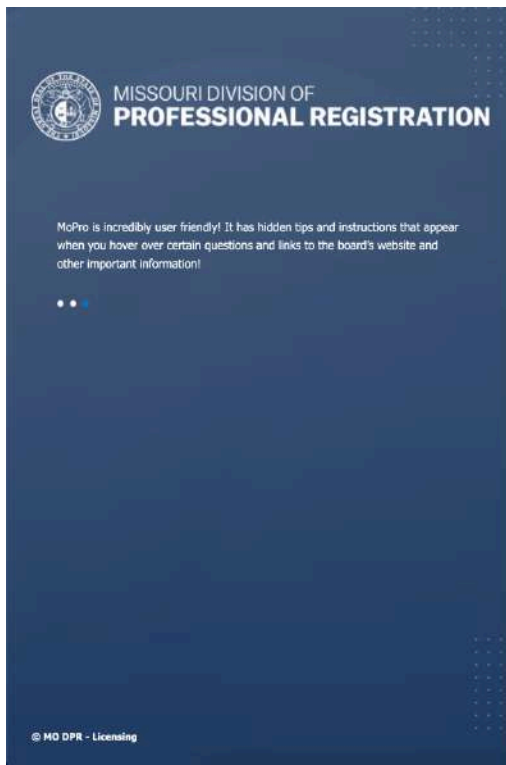 MISSOURI DIVISION OF
PROFESSIONAL REGISTRATION
MoPro is incredibly user friendly! It has hidden tips and instructions that appear
when you hover over certain questions and links to the board's website and
other important information!
© MO DPR - Licensing